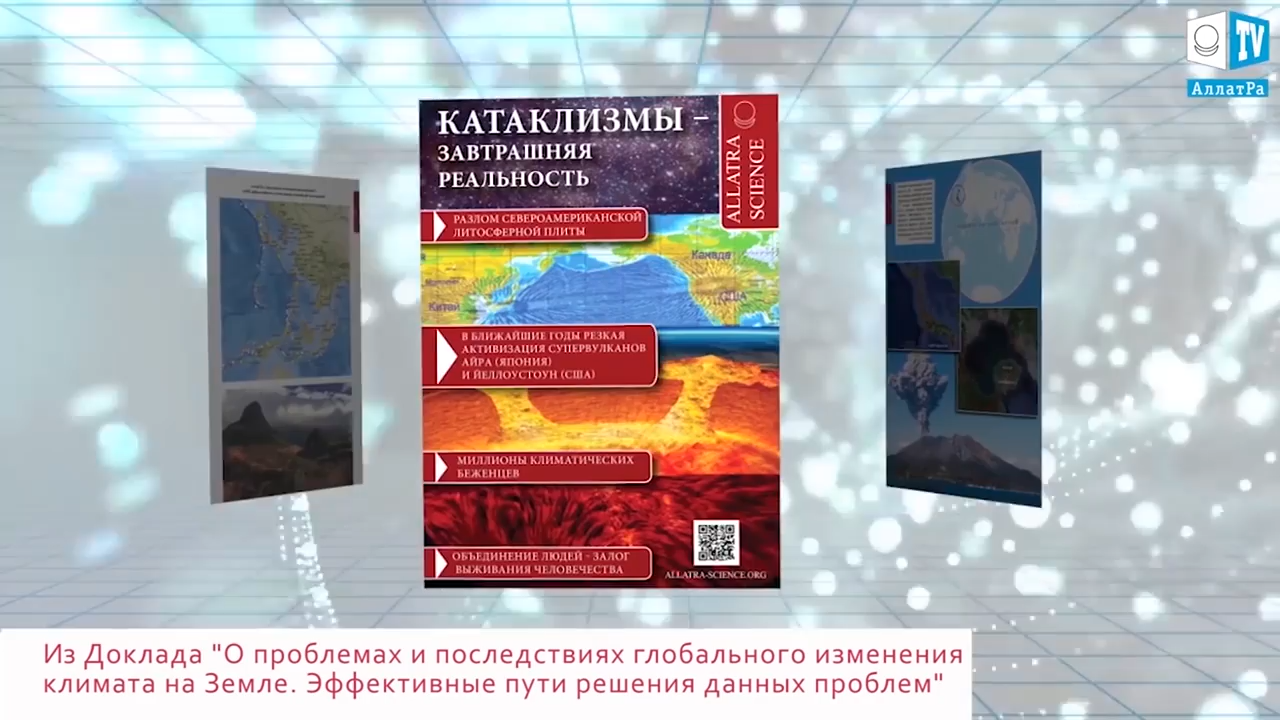 TV
АллатРа
КАТАКЛИЗМЫ –
ЗАВТРАШНЯЯ
РЕАЛЬНОСТЬ
ALLATRA
SCIENCE
РАЗЛОМ СЕВЕРОАМЕРИКАНСКОЙ
ЛИТОСФЕРНОЙ ПЛИТЫ
Канада
США
Китай
В БЛИЖАЙШИЕ ГОДЫ РЕЗКАЯ
АКТИВИЗАЦИЯ СУПЕРВУЛКАНОВ
АЙРА (ЯПОНИЯ)
И ЙЕЛЛОУСТОУН (США)
МИЛЛИОНЫ КЛИМАТИЧЕСКИХ
БЕЖЕНЦЕВ
ОБЪЕДИНЕНИЕ ЛЮДЕЙ - ЗАЛОГ
ВЫЖИВАНИЯ ЧЕЛОВЕЧЕСТВА
ALLATRA-SCIENCE.ORG
Из Доклада "О проблемах и последствиях глобального изменения
климата на Земле. Эффективные пути решения данных проблем"